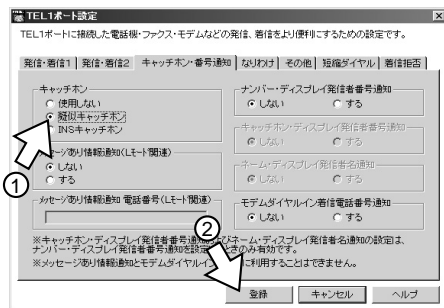 TEL1ポート設定
TEL1ポートに接続した電話機・ファックス・モデムなどの発信、着信をより便利にするための設定です。
発信・着信1 発信・着信2 キャッチホン・番号通知 なりわけ その他 短縮ダイヤル 着信拒否
キャッチホン
使用しない
疑似キャッチホン
INSキャッチホン
ナンバー・ディスプレイ発信者番号通知
しない する
キャッチホン・ディスプレイ発信者番号通知
しない する
ッセージあり情報通知(Lモード関連)
しない
する
ネーム・ディスプレイ発信者名通知
しない する
メッセージあり情報通知 電話番号(Lモード関連)
モデムダイヤルイン着信電話番号通知
しない する
①
②
※キャッチホン・ディスプレイ発信者番号通知およびネーム・ディスプレイ発信者名通知の設定は、
ナンバー・ディスプレイ発信者番号通知を設定 ときのみ有効です。
※メッセージあり情報通知とモデムダイヤルイン に利用することはできません。
登録 キャンセル ヘルプ